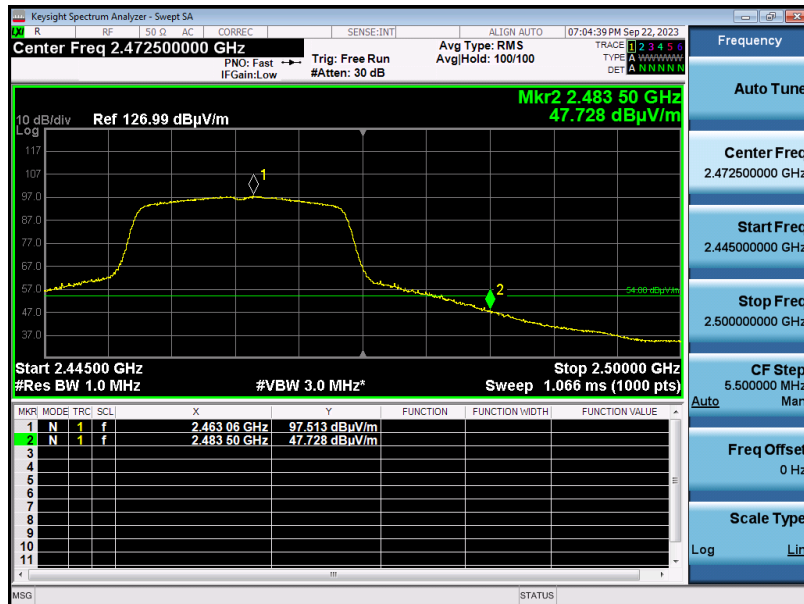 Keysight Spectrum Analyzer - Swept SA
LXI R RF 50 Ω AC CORREC SENSE:INT ALIGN AUTO 07:04:39 PM Sep 22, 2023
Center Freq 2.472500000 GHz
PNO: Fast
IFGain:Low
Trig: Free Run
#Atten: 30 dB
Avg Type: RMS
Avg|Hold: 100/100
TRACE 1 2 3 4 5 6
TYPE A WWWWW
DET A N N N N N
Mkr2 2.483 50 GHz
47.728 dBµV/m
10 dB/div Ref 126.99 dBµV/m
Log
117
107
97.0
87.0
77.0
67.0
57.0
47.0
37.0
1
2
54.00 dBµV/m
Start 2.44500 GHz Stop 2.50000 GHz
#Res BW 1.0 MHz #VBW 3.0 MHz* Sweep 1.066 ms (1000 pts)
MKR MODE TRC SCL X Y FUNCTION FUNCTION WIDTH FUNCTION VALUE
1 N 1 f 2.463 06 GHz 97.513 dBµV/m
2 N 1 f 2.483 50 GHz 47.728 dBµV/m
3
4
5
6
7
8
9
10
11
MSG STATUS
Frequency
Auto Tune
Center Freq
2.472500000 GHz
Start Freq
2.445000000 GHz
Stop Freq
2.500000000 GHz
CF Step
5.500000 MHz
Auto Man
Freq Offset
0 Hz
Scale Type
Log Lin